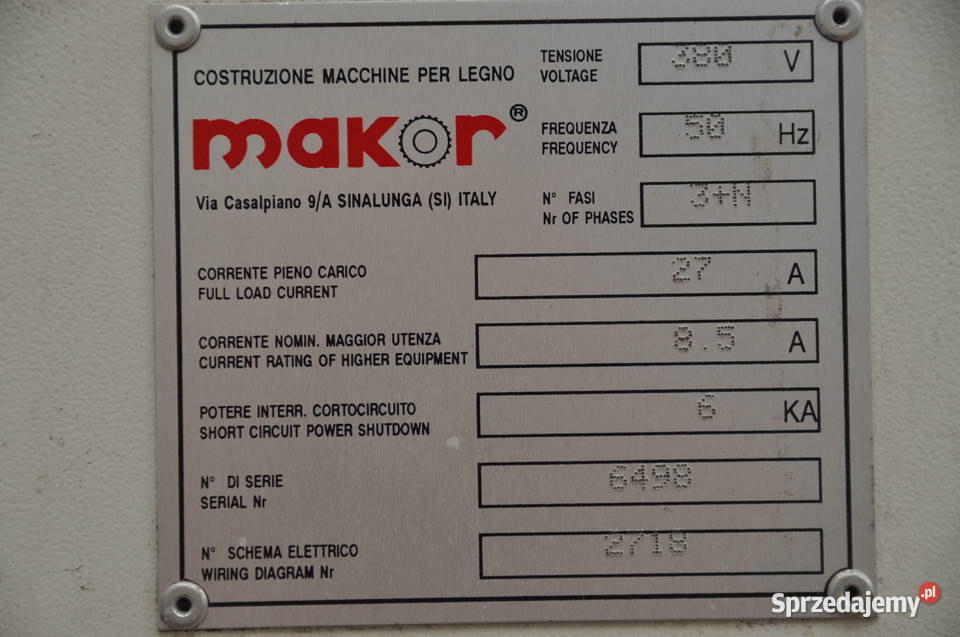 COSTRUZIONE MACCHINE PER LEGNO
makor®
Via Casalpiano 9/A SINALUNGA (SI) ITALY
TENSIONE
VOLTAGE 380 V
FREQUENZA
FREQUENCY 50 Hz
N° FASI
Nr OF PHASES 3+N
CORRENTE PIENO CARICO
FULL LOAD CURRENT 27 A
CORRENTE NOMIN. MAGGIOR UTENZA
CURRENT RATING OF HIGHER EQUIPMENT 8.5 A
POTERE INTERR. CORTOCIRCUITO
SHORT CIRCUIT POWER SHUTDOWN 6 KA
N° DI SERIE
SERIAL Nr 6498
N° SCHEMA ELETTRICO
WIRING DIAGRAM Nr 2718
Sprzedajemy.pl